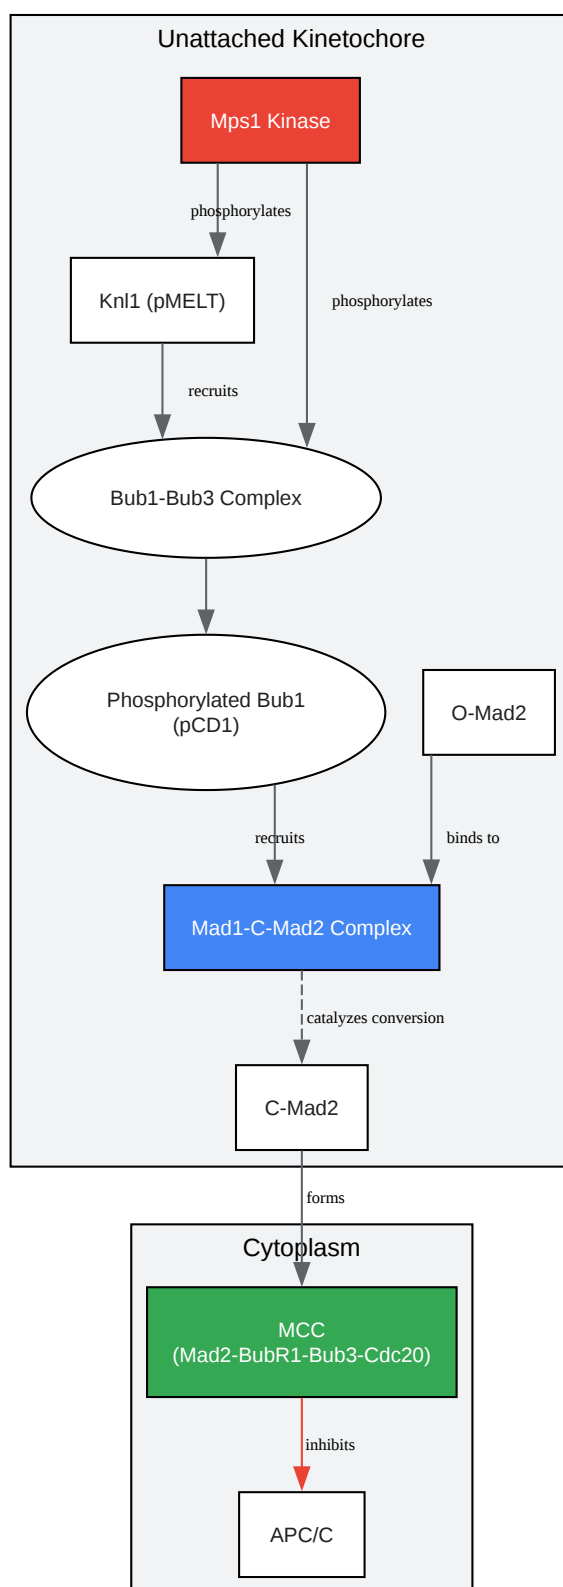 Unattached Kinetochore
Mps1 Kinase
phosphorylates
Knl1 (pMELT)
phosphorylates
recruits
Bub1-Bub3 Complex
Phosphorylated Bub1
(pCD1)
O-Mad2
recruits
binds to
Mad1-C-Mad2 Complex
catalyzes conversion
C-Mad2
forms
Cytoplasm
MCC
(Mad2-BubR1-Bub3-Cdc20)
inhibits
APC/C